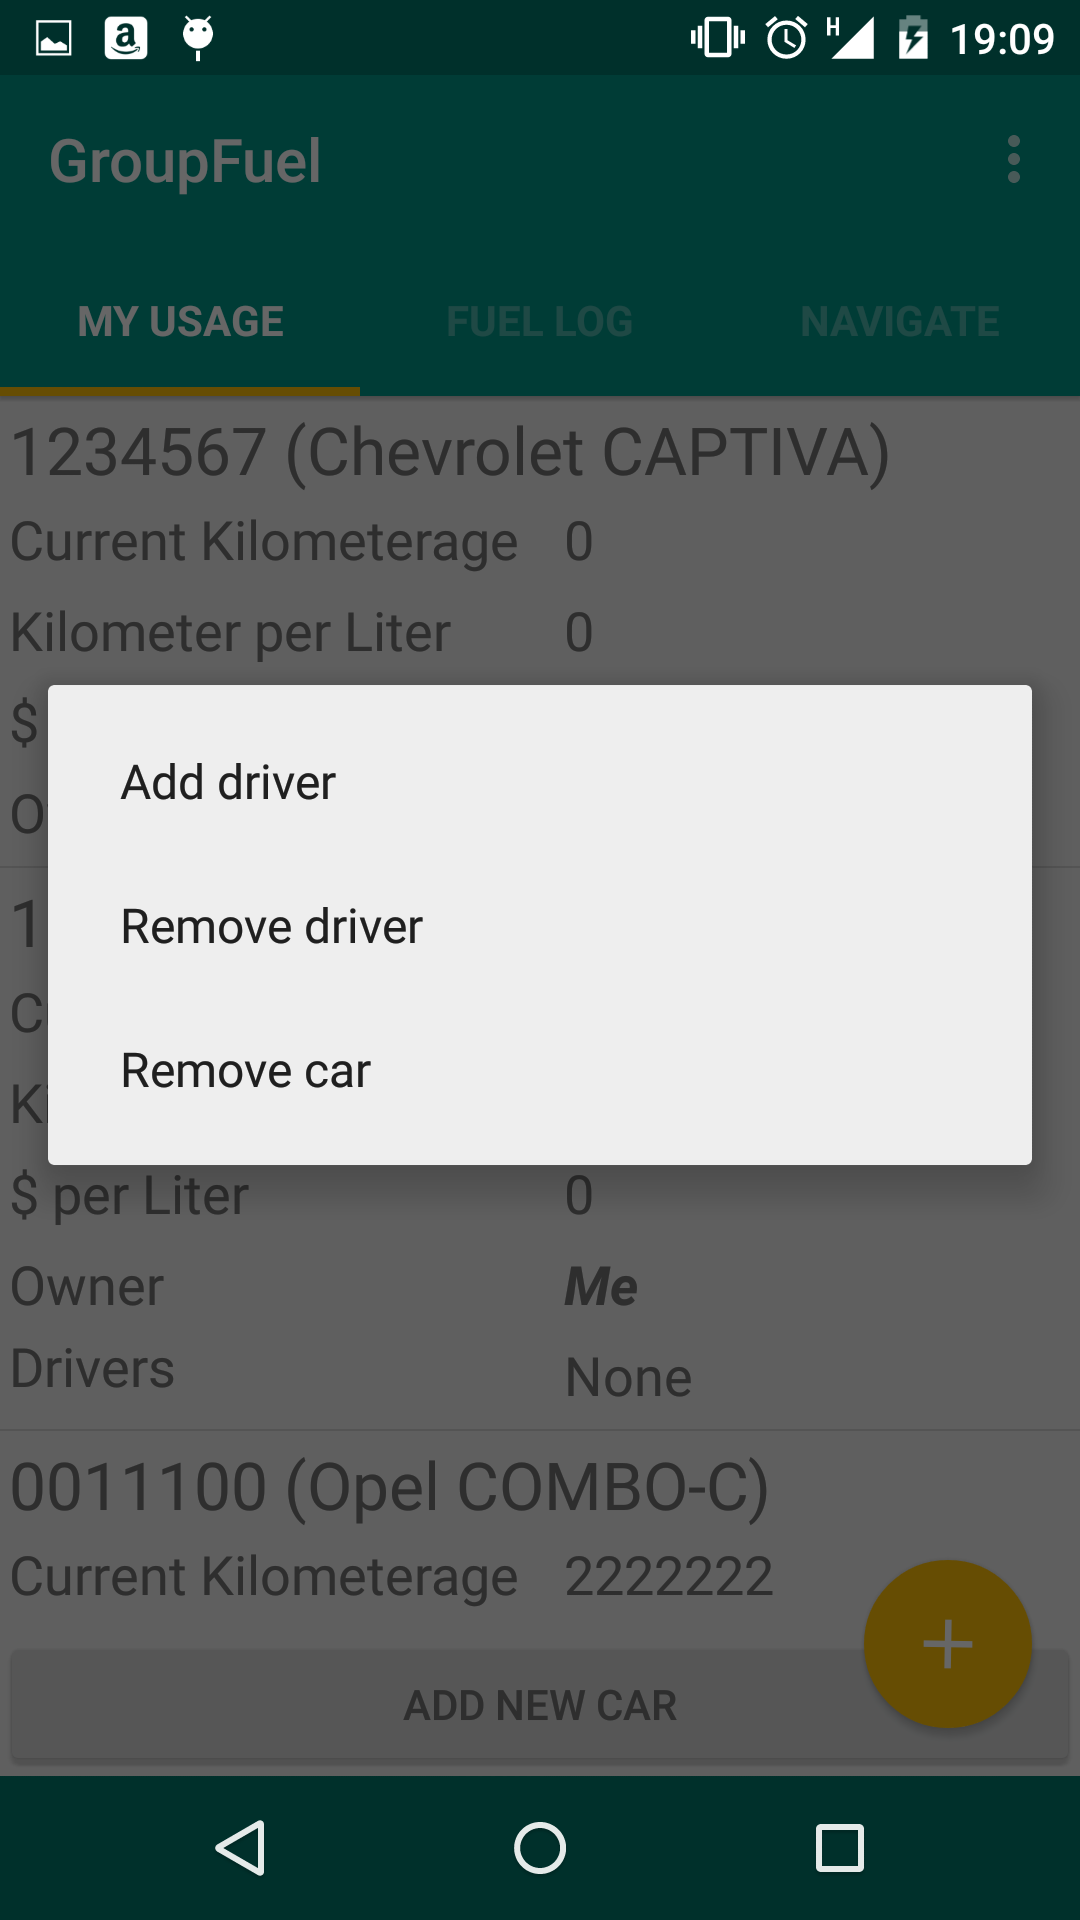 H 19:09
GroupFuel
MY USAGE FUEL LOG NAVIGATE
1234567 (Chevrolet CAPTIVA)
Current Kilometerage 0
Kilometer per Liter 0
$
Add driver
Remove driver
Remove car
$ per Liter 0
Owner Me
Drivers None
0011100 (Opel COMBO-C)
Current Kilometerage 2222222
ADD NEW CAR